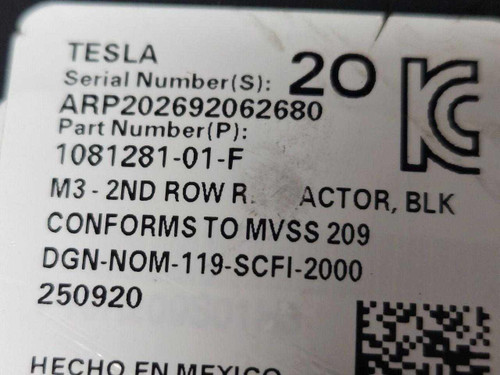 TESLA
Serial Number(S):
20
ARP202692062680
Part Number(P):
1081281-01-F
M3 - 2ND ROW R ACTOR, BLK
CONFORMS TO MVSS 209
DGN-NOM-119-SCFI-2000
250920
HECHO EN MEXICO